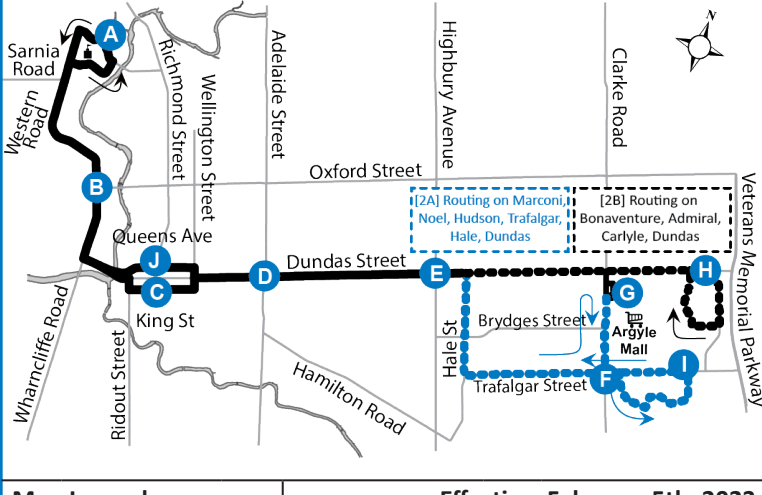 N
A
Sarnia
Road
Western
Road
Richmond Street
Wellington Street
Adelaide Street
Highbury Avenue
Clarke Road
Veterans Memorial Parkway
B
Oxford Street
[2A] Routing on Marconi,
Noel, Hudson, Trafalgar,
Hale, Dundas
[2B] Routing on
Bonaventure, Admiral,
Carlyle, Dundas
Queens Ave
J
C
King St
D
Dundas Street
E
H
G
Argyle
Mall
Brydges Street
Hale St
Trafalgar Street
F
I
Hamilton Road
Wharncliffe Road
Ridout Street